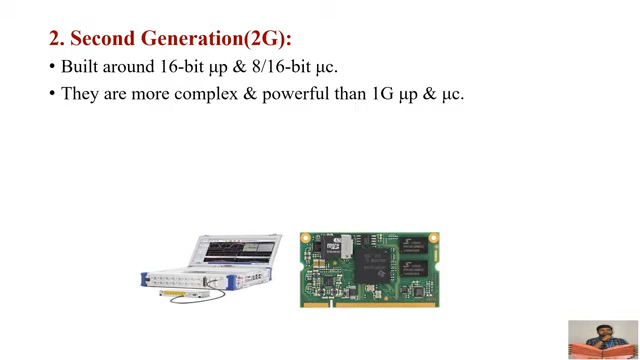 2. Second Generation(2G):
• Built around 16-bit μp & 8/16-bit μc.
• They are more complex & powerful than 1G μp & μc.